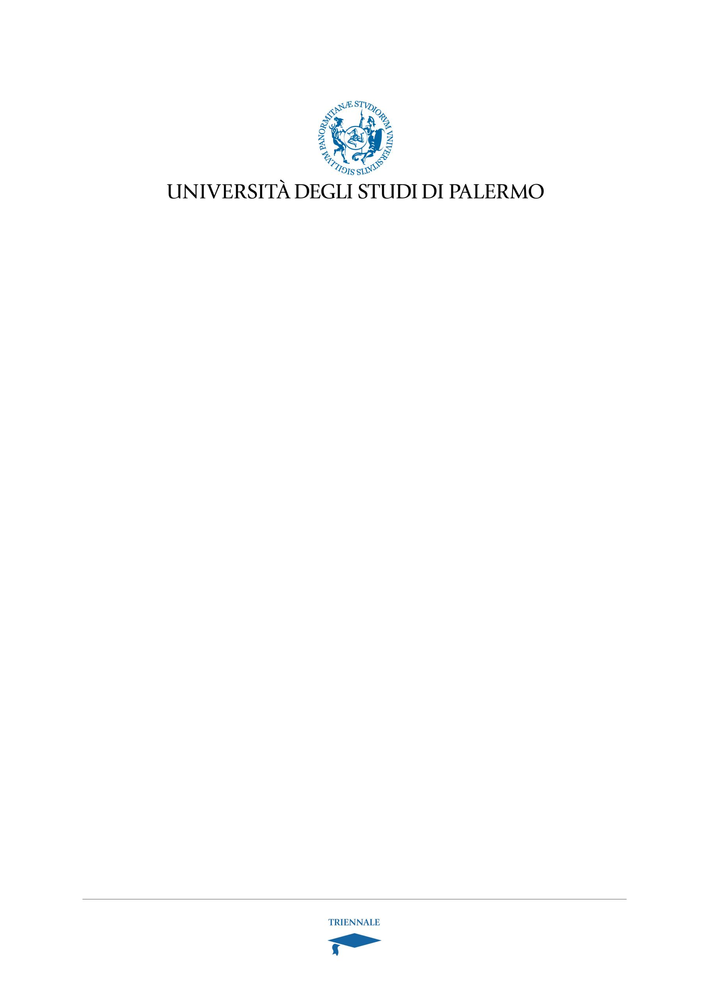 SIGILLVM PANORMITANÆ STVDIORVM VNIVERSITATIS
UNIVERSITÀ DEGLI STUDI DI PALERMO
TRIENNALE